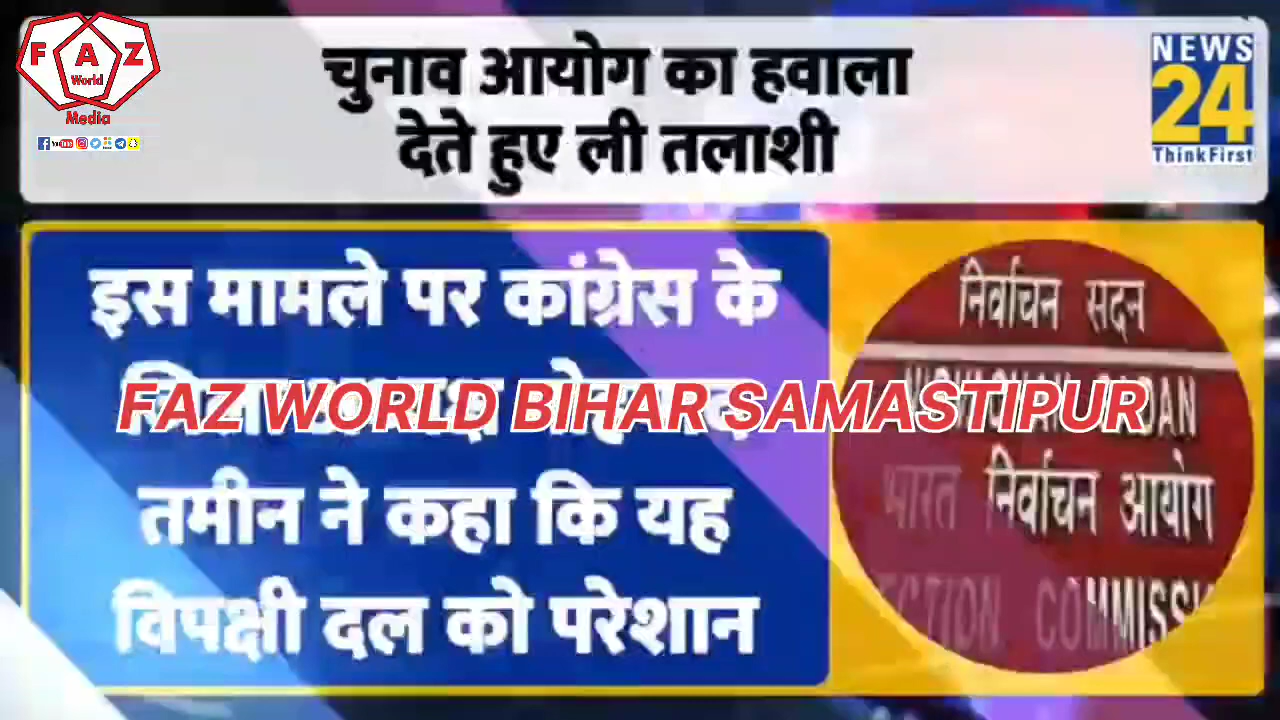 FAZ
World
Media
चुनाव आयोग का हवाला
देते हुए ली तलाशी
NEWS
24
ThinkFirst
इस मामले पर कांग्रेस के
FAZ WORLD BIHAR SAMASTIPUR
तमीन ने कहा कि यह
विपक्षी दल को परेशान
निर्वाचन सदन
भारत निर्वाचन आयोग